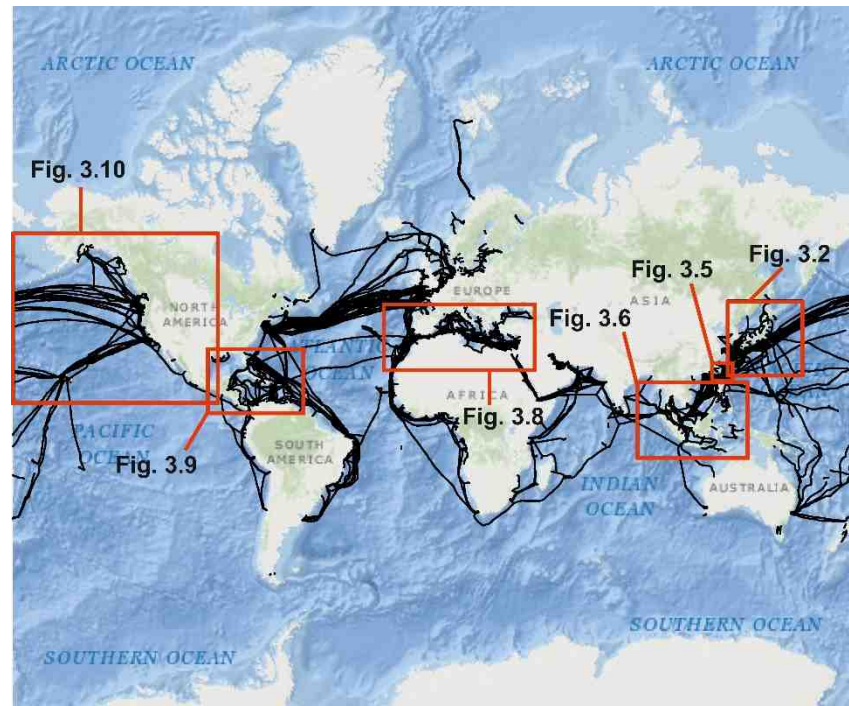 ARCTIC OCEAN
ARCTIC OCEAN
Fig. 3.10
Fig. 3.2
Fig. 3.5
EUROPE
ASIA
NORTH
AMERICA
Fig. 3.6
ATLANTIC
OCEAN
AFRICA
Fig. 3.8
PACIFIC
OCEAN
Fig. 3.9
SOUTH
AMERICA
INDIAN
OCEAN
AUSTRALIA
SOUTHERN OCEAN
SOUTHERN OCEAN